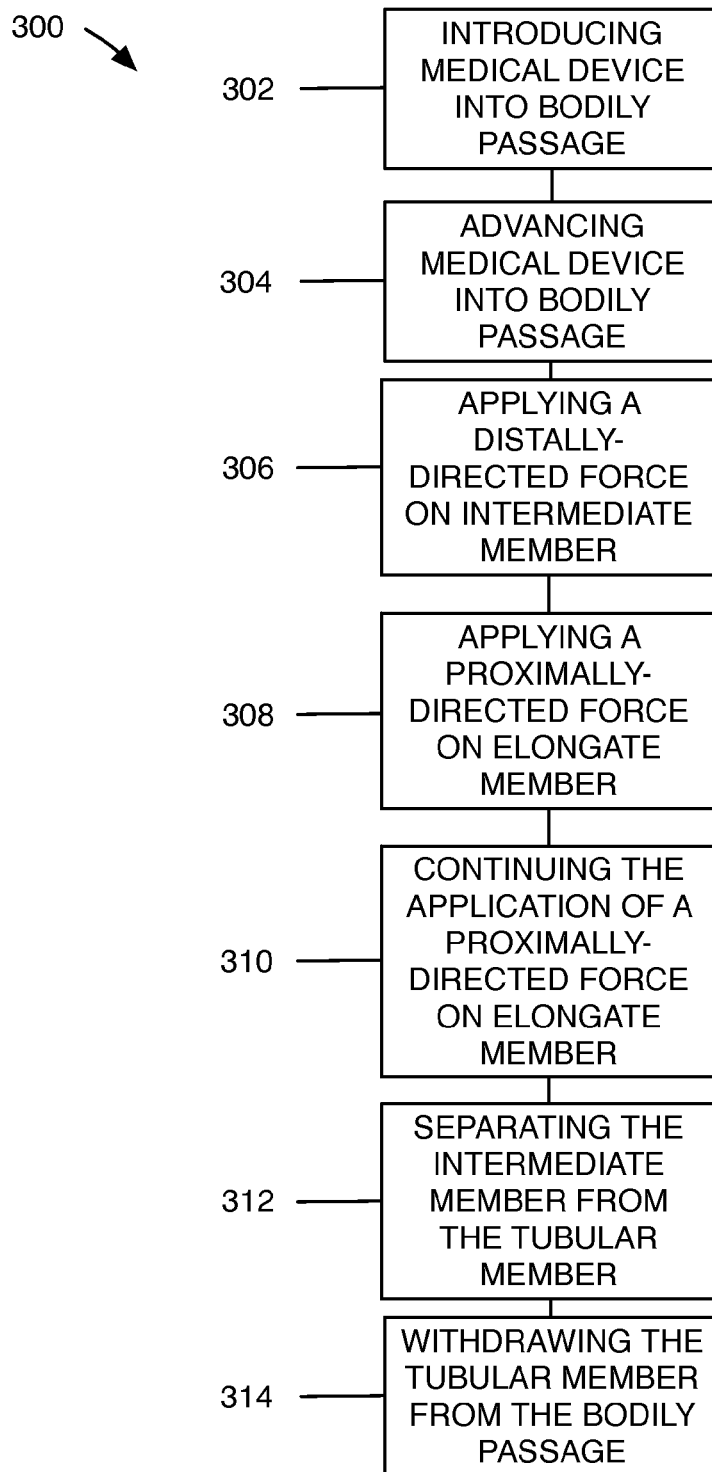 300
302
INTRODUCING
MEDICAL DEVICE
INTO BODILY
PASSAGE
304
ADVANCING
MEDICAL DEVICE
INTO BODILY
PASSAGE
306
APPLYING A
DISTALLY-
DIRECTED FORCE
ON INTERMEDIATE
MEMBER
308
APPLYING A
PROXIMALLY-
DIRECTED FORCE
ON ELONGATE
MEMBER
310
CONTINUING THE
APPLICATION OF A
PROXIMALLY-
DIRECTED FORCE
ON ELONGATE
MEMBER
312
SEPARATING THE
INTERMEDIATE
MEMBER FROM
THE TUBULAR
MEMBER
314
WITHDRAWING THE
TUBULAR MEMBER
FROM THE BODILY
PASSAGE